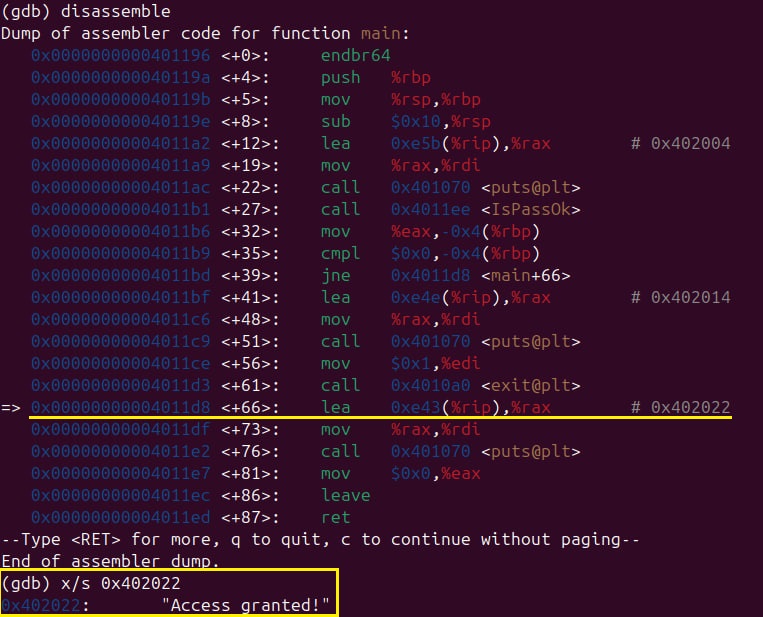 (gdb) disassemble
Dump of assembler code for function main:
0x0000000000401196 <+0>: endbr64
0x000000000040119a <+4>: push %rbp
0x000000000040119b <+5>: mov %rsp,%rbp
0x000000000040119e <+8>: sub $0x10,%rsp
0x00000000004011a2 <+12>: lea 0xe5b(%rip),%rax # 0x402004
0x00000000004011a9 <+19>: mov %rax,%rdi
0x00000000004011ac <+22>: call 0x401070 <puts@plt>
0x00000000004011b1 <+27>: call 0x4011ee <IsPassOk>
0x00000000004011b6 <+32>: mov %eax,-0x4(%rbp)
0x00000000004011b9 <+35>: cmpl $0x0,-0x4(%rbp)
0x00000000004011bd <+39>: jne 0x4011d8 <main+66>
0x00000000004011bf <+41>: lea 0xe4e(%rip),%rax # 0x402014
0x00000000004011c6 <+48>: mov %rax,%rdi
0x00000000004011c9 <+51>: call 0x401070 <puts@plt>
0x00000000004011ce <+56>: mov $0x1,%edi
0x00000000004011d3 <+61>: call 0x4010a0 <exit@plt>
=> 0x00000000004011d8 <+66>: lea 0xe43(%rip),%rax # 0x402022
0x00000000004011df <+73>: mov %rax,%rdi
0x00000000004011e2 <+76>: call 0x401070 <puts@plt>
0x00000000004011e7 <+81>: mov $0x0,%eax
0x00000000004011ec <+86>: leave
0x00000000004011ed <+87>: ret
--Type <RET> for more, q to quit, c to continue without paging--
End of assembler dump.
(gdb) x/s 0x402022
0x402022: "Access granted!"